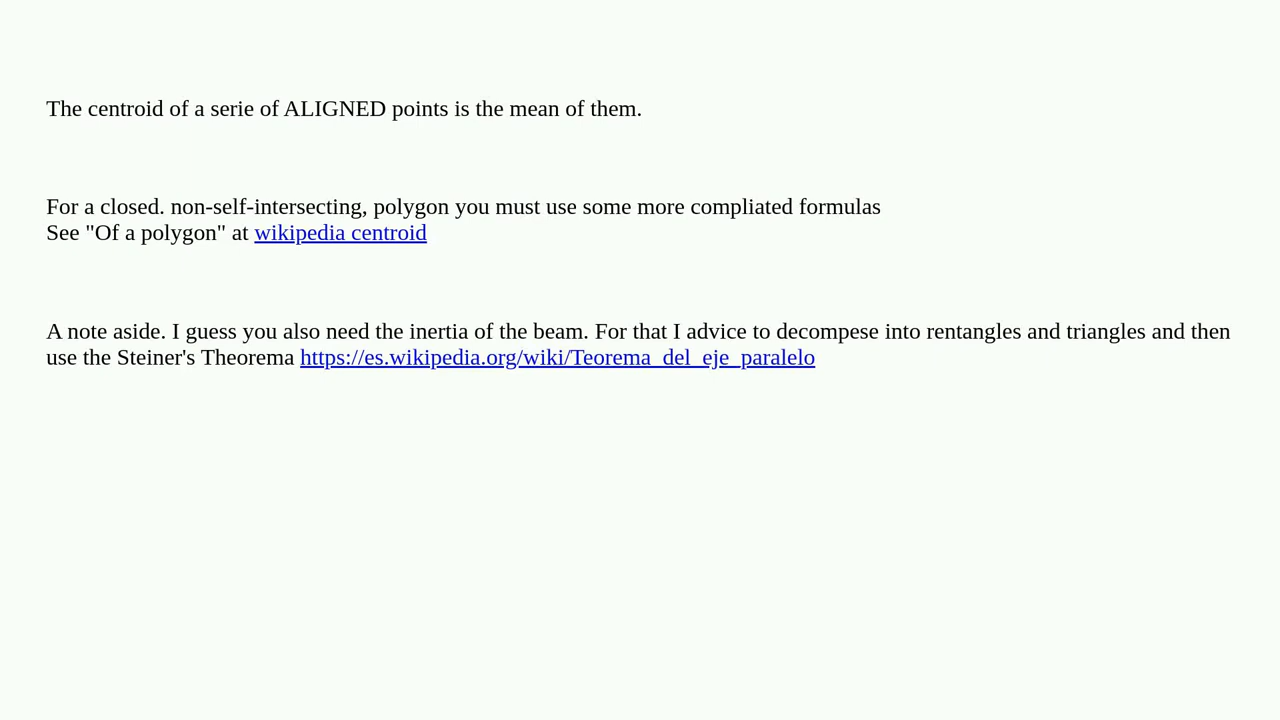 The centroid of a serie of ALIGNED points is the mean of them.
For a closed. non-self-intersecting, polygon you must use some more compliated formulas
See "Of a polygon" at wikipedia centroid
A note aside. I guess you also need the inertia of the beam. For that I advice to decompese into rentangles and triangles and then
use the Steiner's Theorema https://es.wikipedia.org/wiki/Teorema_del_eje_paralelo